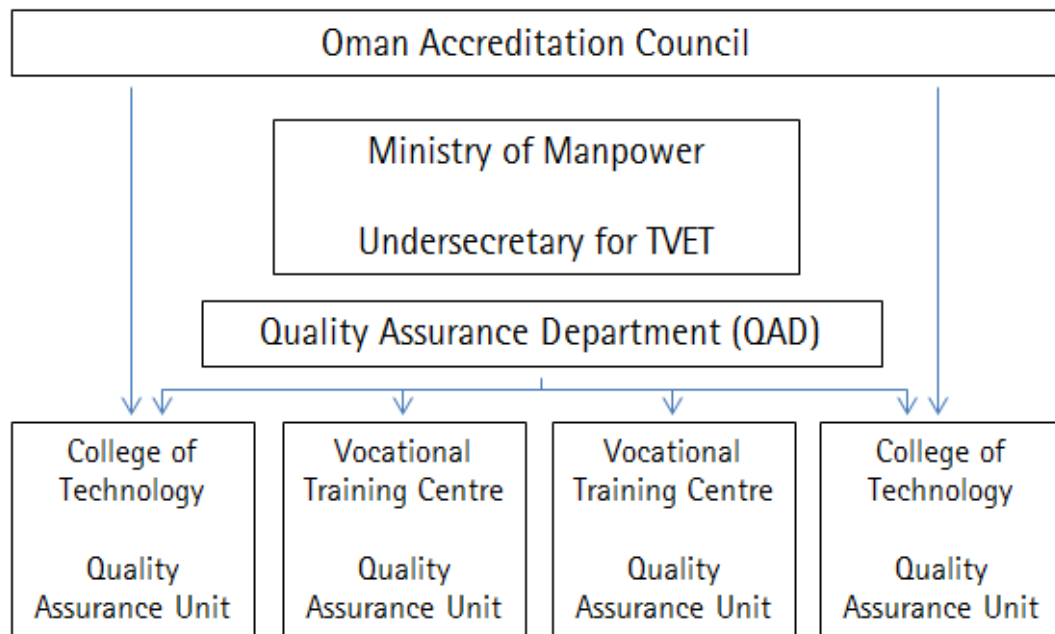 Oman Accreditation Council
Ministry of Manpower
Undersecretary for TVET
Quality Assurance Department (QAD)
College of
Technology
Quality
Assurance Unit
Vocational
Training Centre
Quality
Assurance Unit
Vocational
Training Centre
Quality
Assurance Unit
College of
Technology
Quality
Assurance Unit